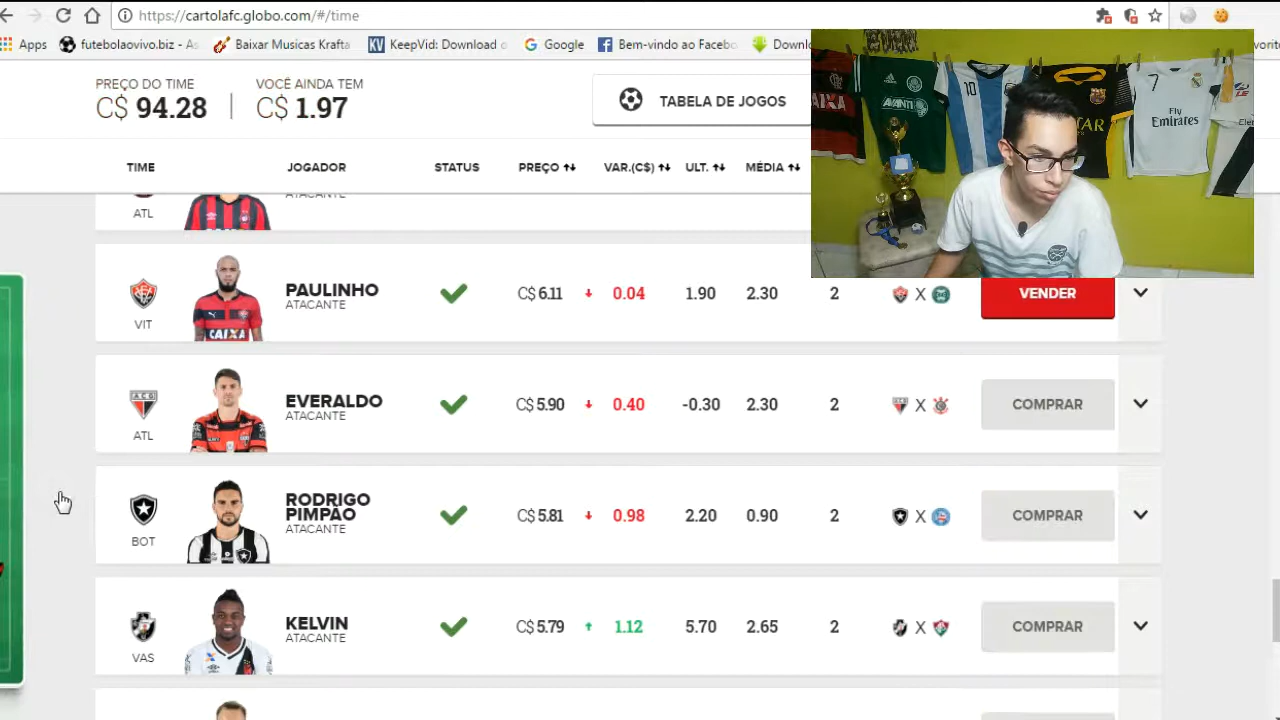 https://cartolafc.globo.com/#/time
Apps futebolaovivo.biz - As Baixar Musicas Krafta KeepVid: Download Google Bem-vindo ao Facebo
PREÇO DO TIME VOCÊ AINDA TEM
C$ 94.28 C$ 1.97
TABELA DE JOGOS
TIME JOGADOR STATUS PREÇO VAR.(C$) ULT. MÉDIA
ATL
PAULINHO
ATACANTE
VIT
C$ 6.11 0.04 1.90 2.30 2 X VENDER
EVERALDO
ATACANTE
ATL
C$ 5.90 0.40 -0.30 2.30 2 X COMPRAR
RODRIGO
PIMPÃO
ATACANTE
BOT
C$ 5.81 0.98 2.20 0.90 2 X COMPRAR
KELVIN
ATACANTE
VAS
C$ 5.79 1.12 5.70 2.65 2 X COMPRAR
CAIXA
AVANTI
10
7
Fly
Emirates